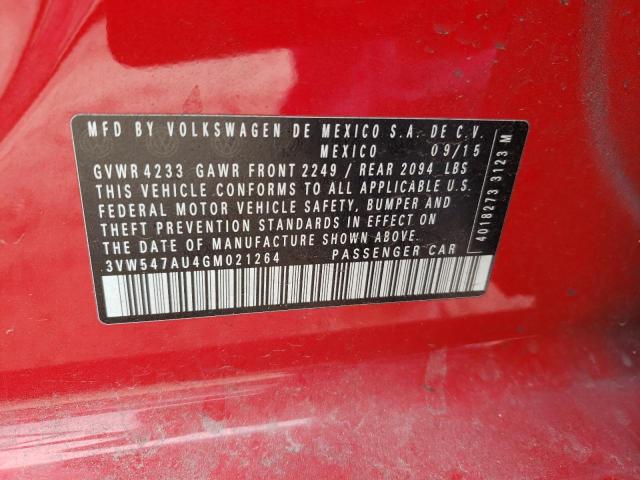 MFD BY VOLKSWAGEN DE MEXICO S.A. DE C.V.
MEXICO 09/15
GVWR 4233 GAWR FRONT 2249 / REAR 2094 LBS
THIS VEHICLE CONFORMS TO ALL APPLICABLE U.S.
FEDERAL MOTOR VEHICLE SAFETY, BUMPER AND
THEFT PREVENTION STANDARDS IN EFFECT ON
THE DATE OF MANUFACTURE SHOWN ABOVE.
3VW547AU4GM021264 PASSENGER CAR
4018273 3123 M